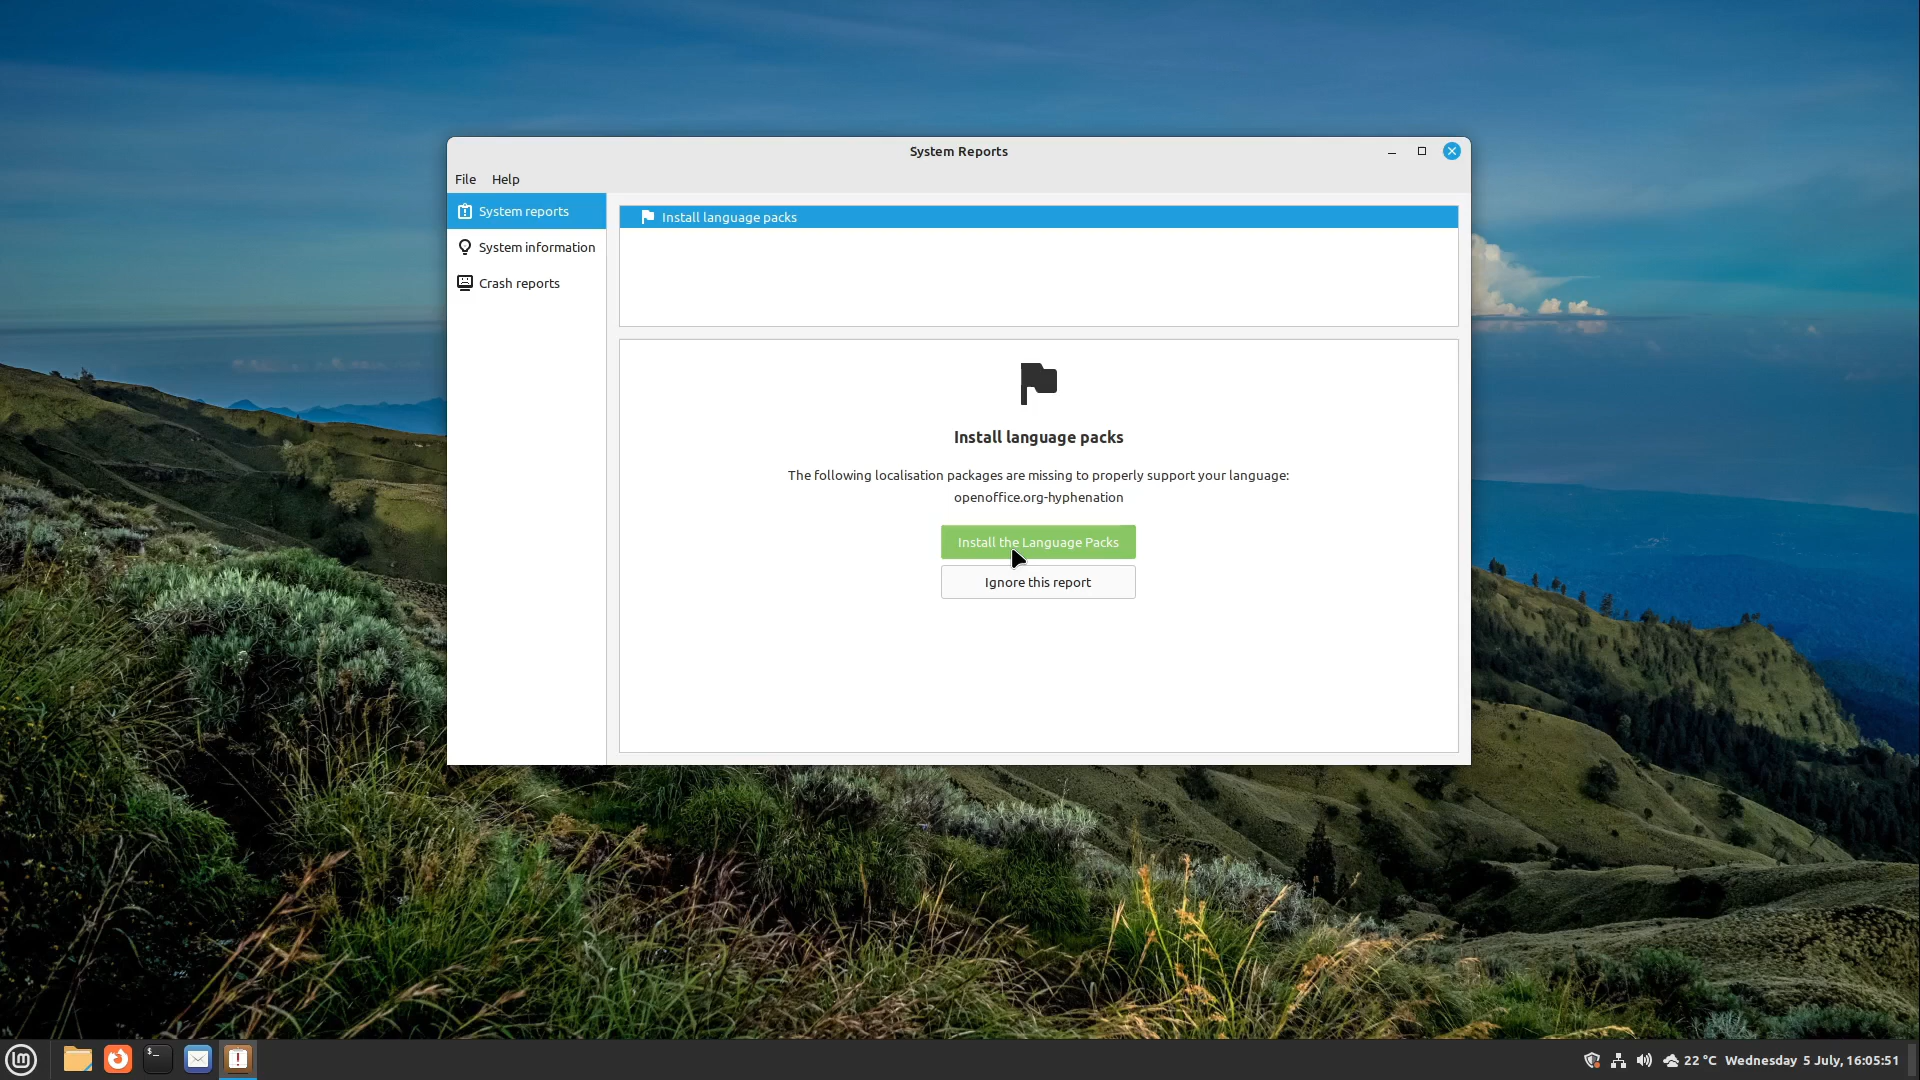 System Reports
File Help
System reports
System information
Crash reports
Install language packs
Install language packs
The following localisation packages are missing to properly support your language:
openoffice.org-hyphenation
Install the Language Packs
Ignore this report
22 °C Wednesday 5 July, 16:05:51